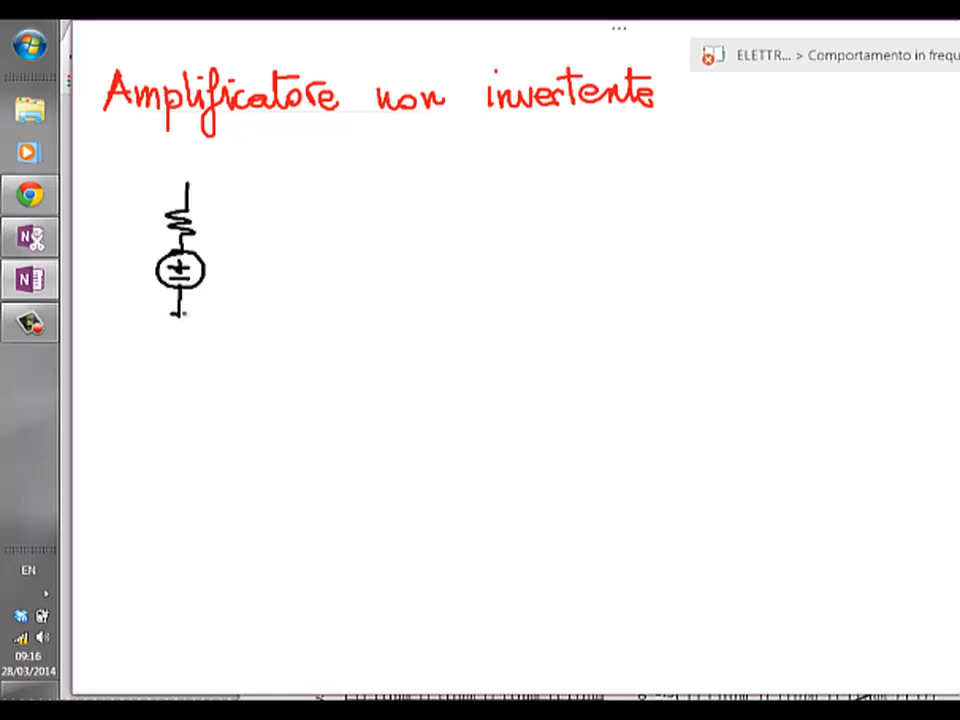 ELETTR... > Comportamento in frequ
Amplificatore non invertente
EN
09:16
28/03/2014